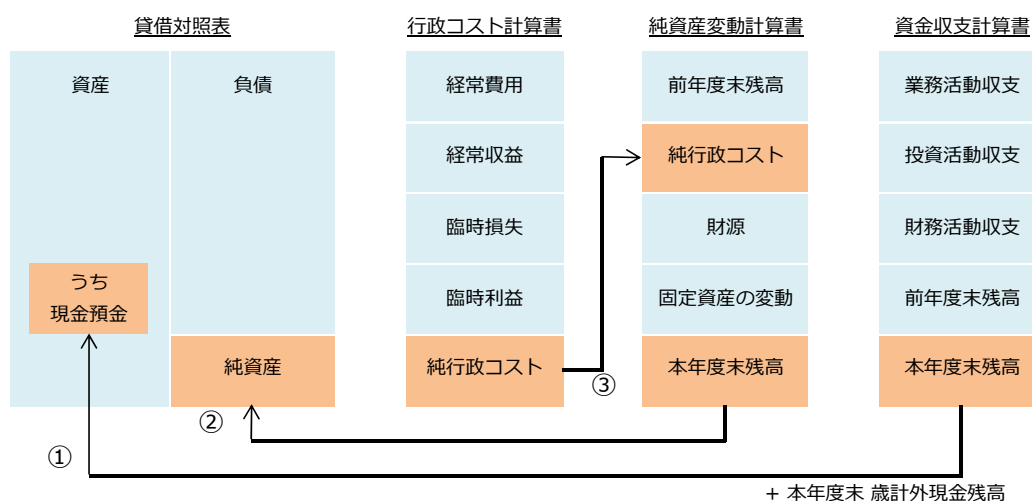 貸借対照表
資産
負債
うち
現金預金
純資産
行政コスト計算書
経常費用
経常収益
臨時損失
臨時利益
純行政コスト
純資産変動計算書
前年度末残高
純行政コスト
財源
固定資産の変動
本年度末残高
資金収支計算書
業務活動収支
投資活動収支
財務活動収支
前年度末残高
本年度末残高
③
②
①
+ 本年度末 歳計外現金残高